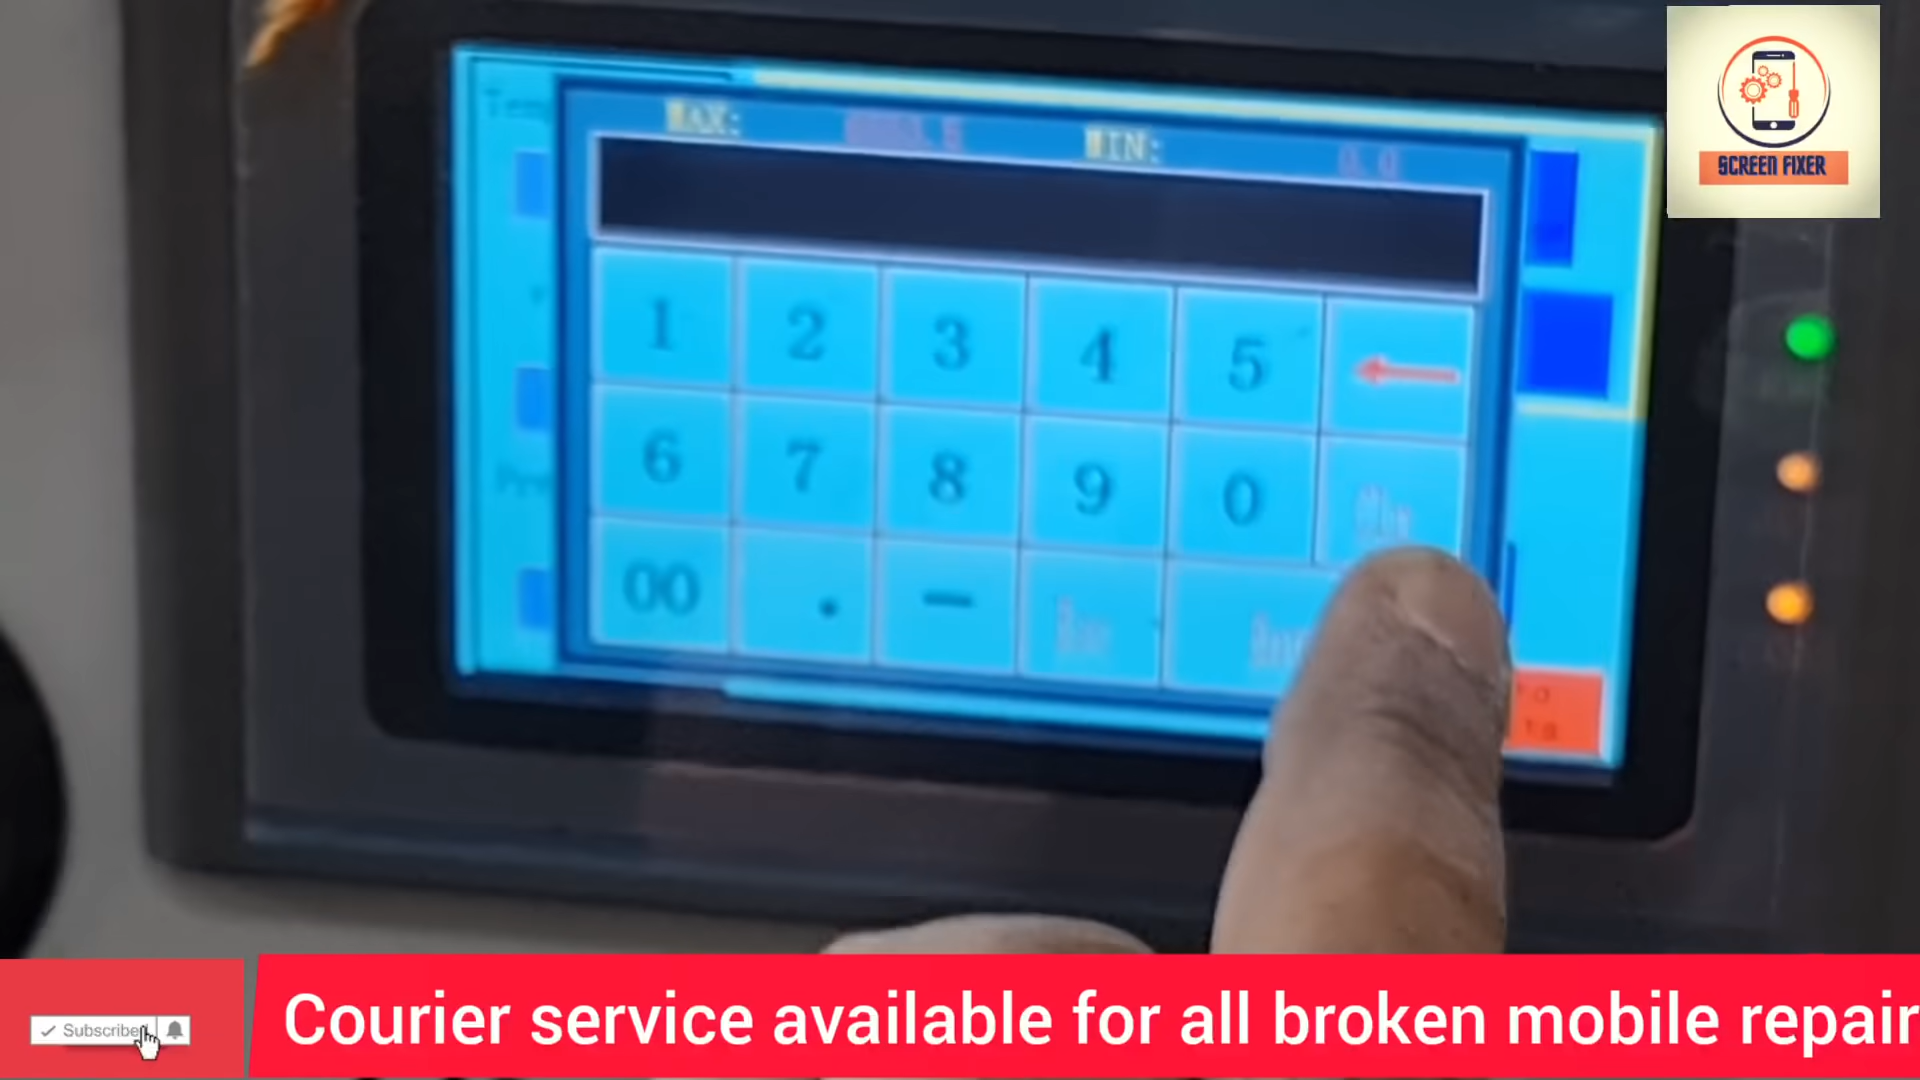 MAX:
MIN:
SCREEN FIXER
1 2 3 4 5
6 7 8 9 0
00 . -
Subscribe
Courier service available for all broken mobile repair